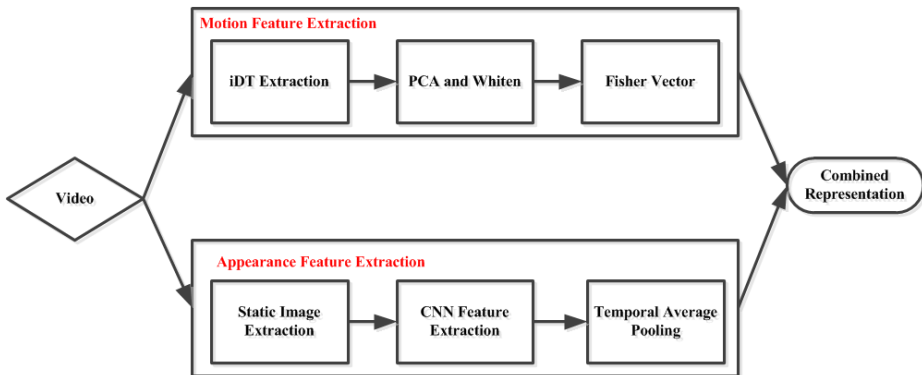 Motion Feature Extraction
iDT Extraction
PCA and Whiten
Fisher Vector
Video
Combined
Representation
Appearance Feature Extraction
Static Image
Extraction
CNN Feature
Extraction
Temporal Average
Pooling